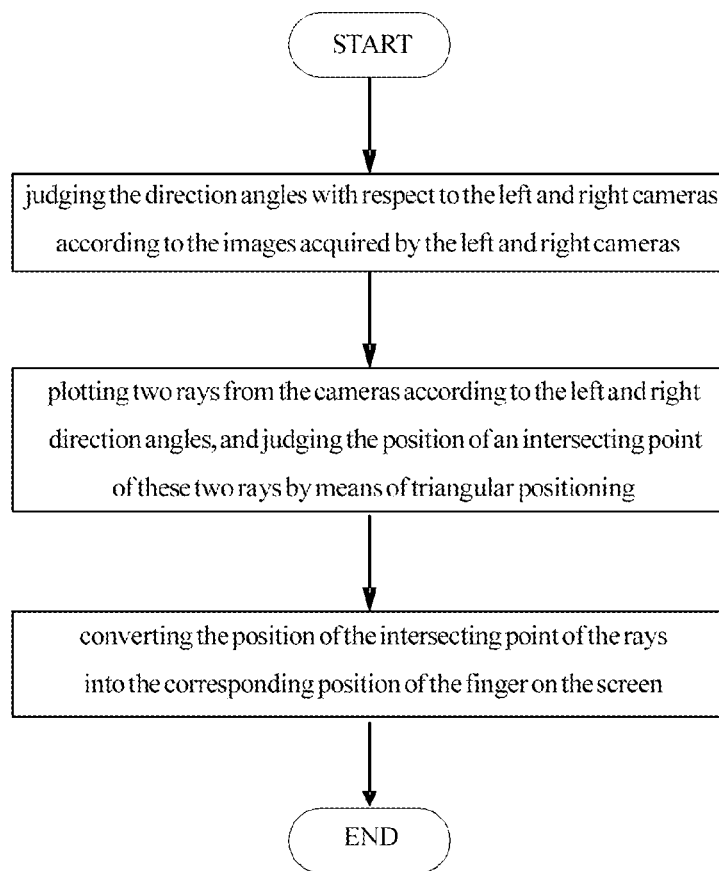 START
judging the direction angles with respect to the left and right cameras
according to the images acquired by the left and right cameras
plotting two rays from the cameras according to the left and right
direction angles, and judging the position of an intersecting point
of these two rays by means of triangular positioning
converting the position of the intersecting point of the rays
into the corresponding position of the finger on the screen
END